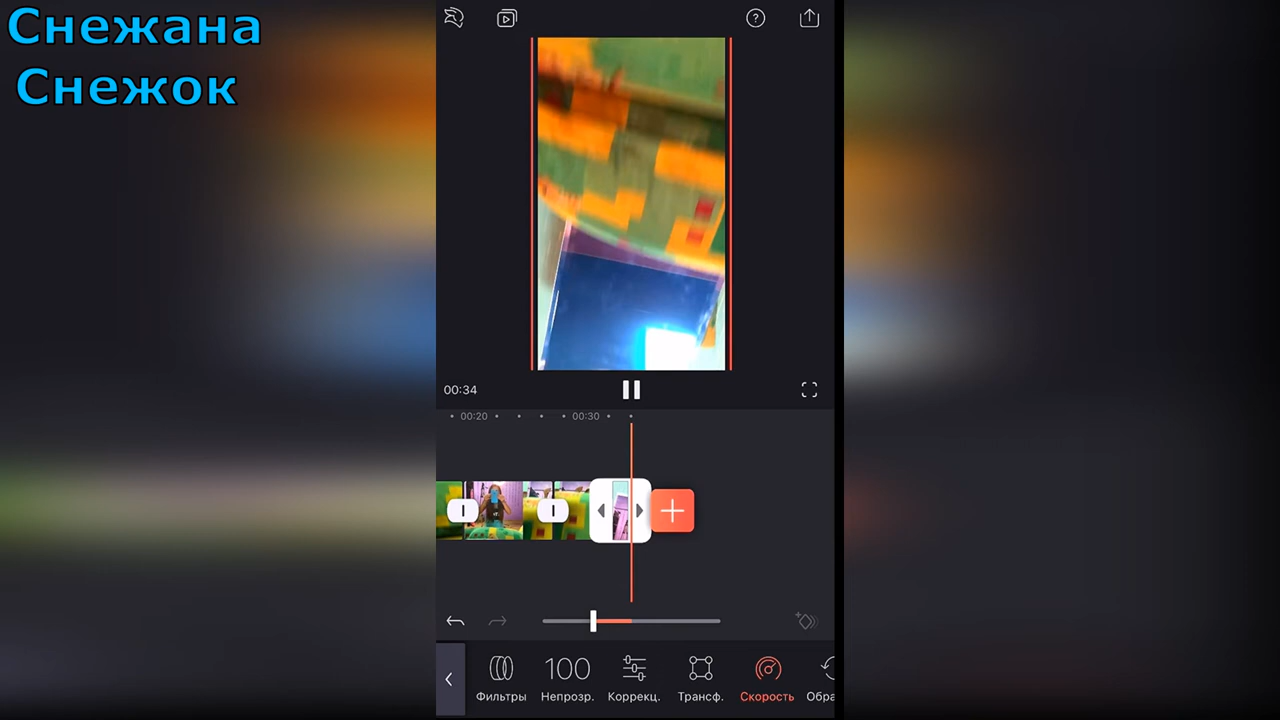 Снежана
Снежок
?
00:34
00:20
00:30
100
Фильтры
Непрозр.
Коррекц.
Трансф.
Скорость
Обра